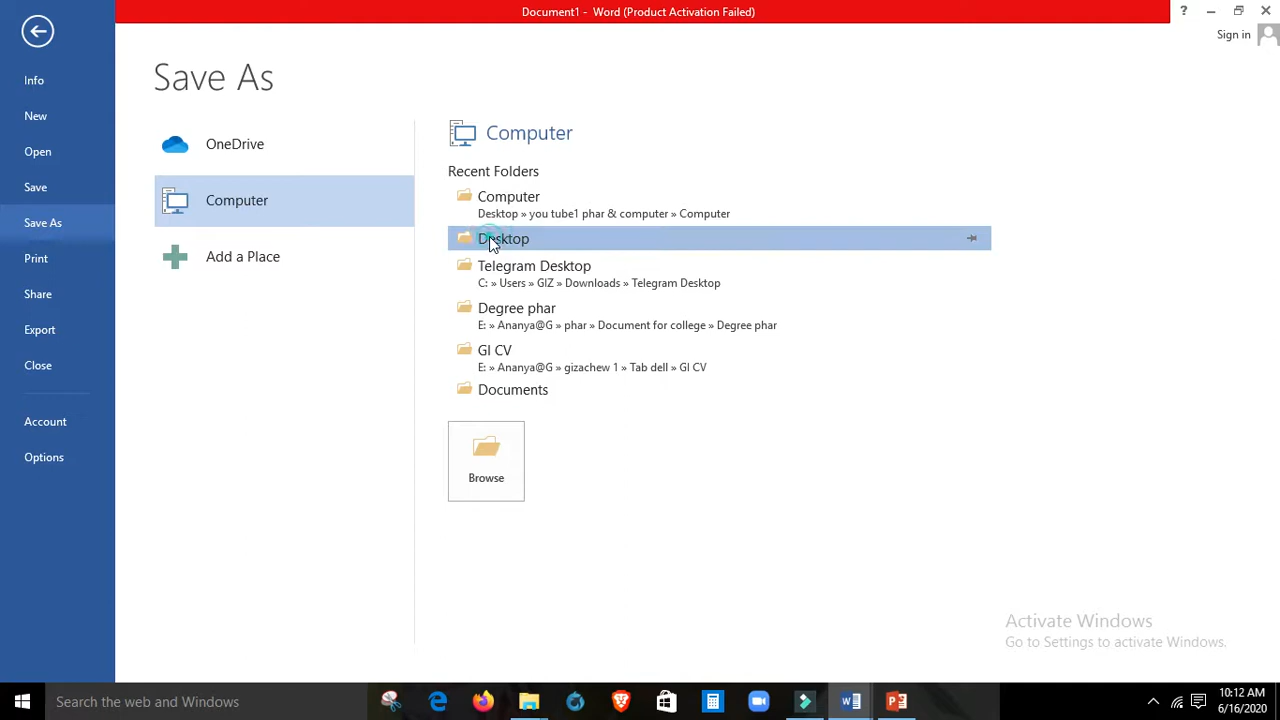 Document1 - Word (Product Activation Failed)
?
Sign in
Info
New
Open
Save
Save As
Print
Share
Export
Close
Account
Options
Save As
OneDrive
Computer
Add a Place
Computer
Recent Folders
Computer
Desktop » you tube1 phar & computer » Computer
Desktop
Telegram Desktop
C: » Users » GIZ » Downloads » Telegram Desktop
Degree phar
E: » Ananya@G » phar » Document for college » Degree phar
GI CV
E: » Ananya@G » gizachew 1 » Tab dell » GI CV
Documents
Browse
Activate Windows
Go to Settings to activate Windows.
Search the web and Windows
10:12 AM
6/16/2020